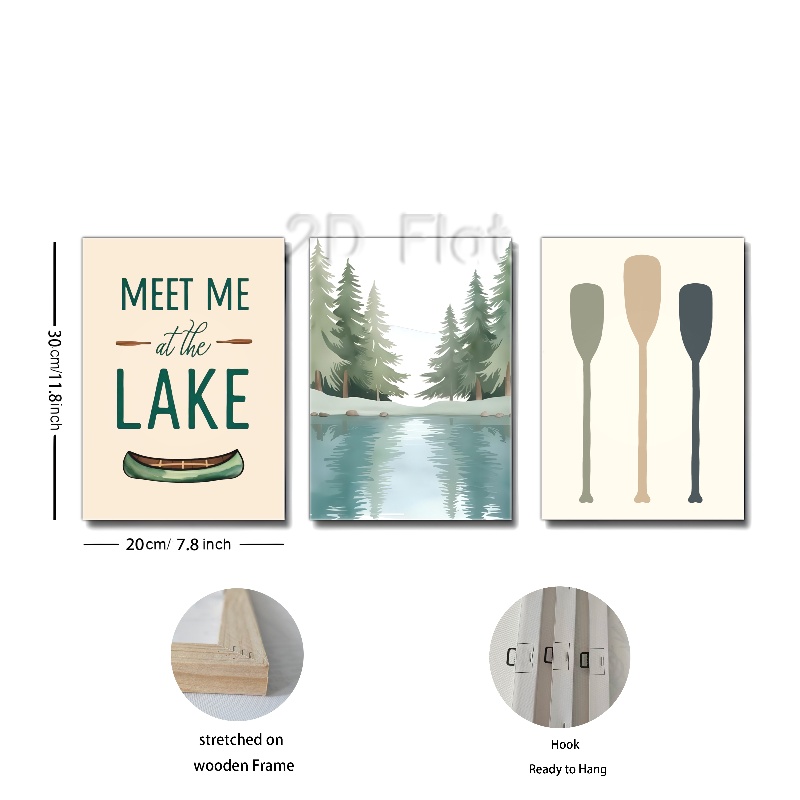 2D Flat
MEET ME
at the
LAKE
30cm/11.8inch
20cm/ 7.8 inch
stretched on
wooden Frame
Hook
Ready to Hang